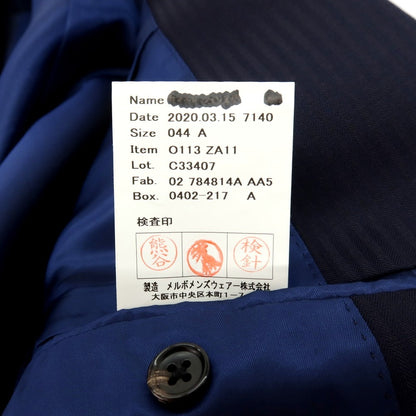 Name
Date 2020.03.15 7140
Size 044 A
Item O113 ZA11
Lot. C33407
Fab. 02 784814A AA5
Box. 0402-217 A
検査印
熊谷 検針
製造 メルボメンズウェアー株式会社
大阪市中央区本町1-7